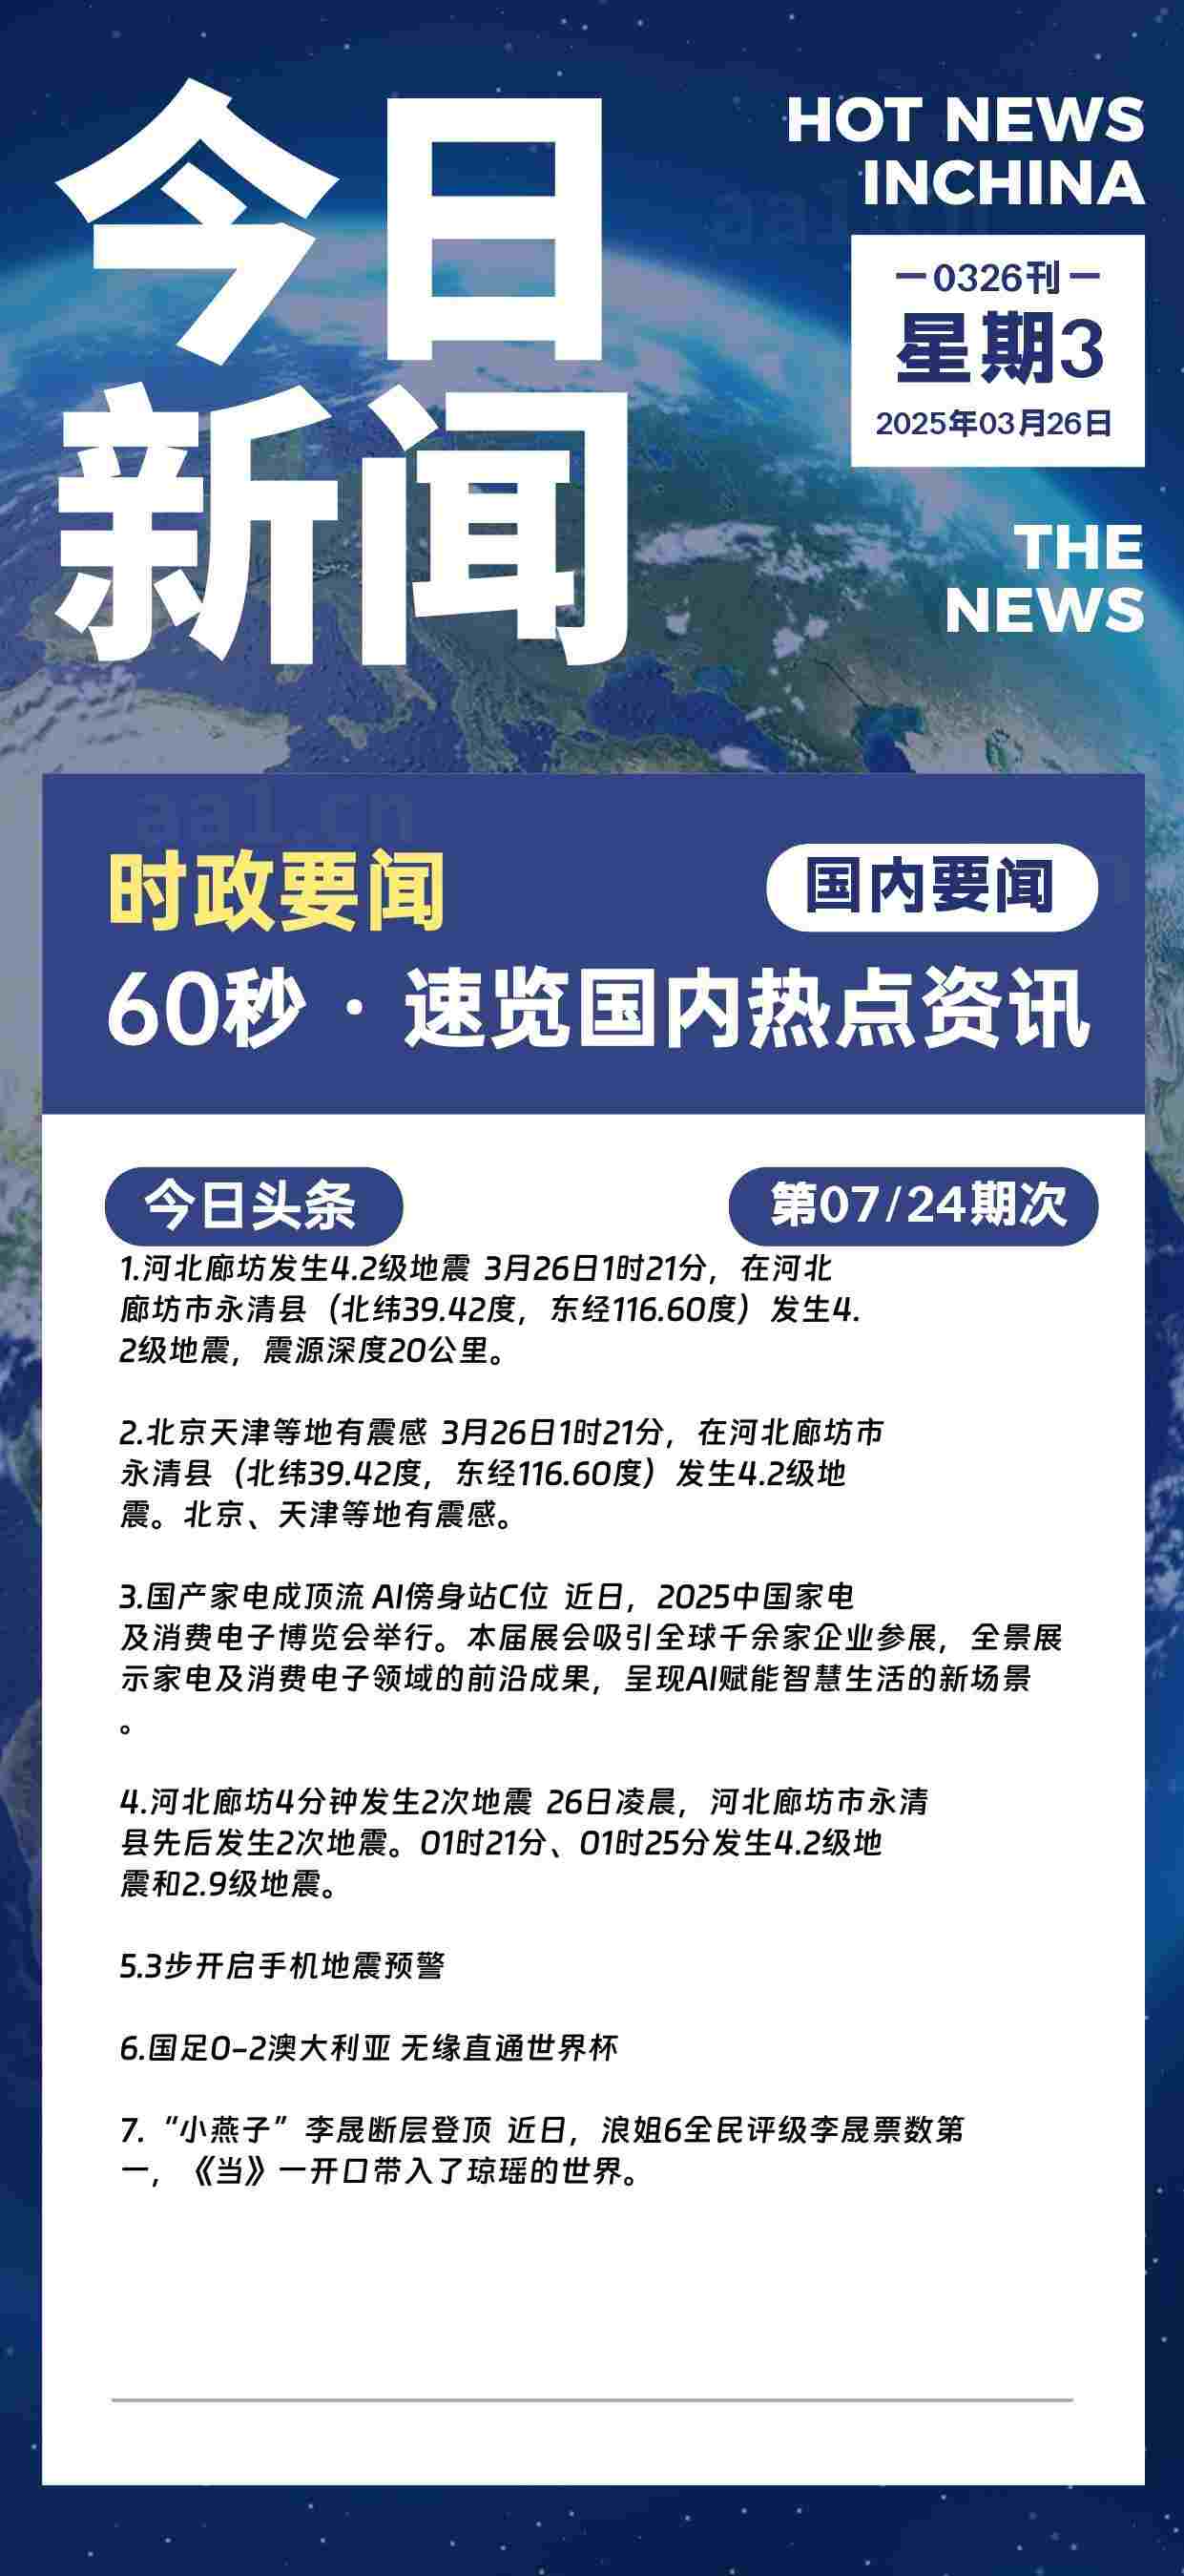 今日
新闻
HOT NEWS
INCHINA
0326刊
星期3
2025年03月26日
THE
NEWS
aa1.cn
aa1.cn
时政要闻
国内要闻
60秒 · 速览国内热点资讯
今日头条
第07/24期次
1.河北廊坊发生4.2级地震 3月26日1时21分，在河北
廊坊市永清县（北纬39.42度，东经116.60度）发生4.
2级地震，震源深度20公里。
2.北京天津等地有震感 3月26日1时21分，在河北廊坊市
永清县（北纬39.42度，东经116.60度）发生4.2级地
震。北京、天津等地有震感。
3.国产家电成顶流 AI傍身站C位 近日，2025中国家电
及消费电子博览会举行。本届展会吸引全球千余家企业参展，全景展
示家电及消费电子领域的前沿成果，呈现AI赋能智慧生活的新场景
。
4.河北廊坊4分钟发生2次地震 26日凌晨，河北廊坊市永清
县先后发生2次地震。01时21分、01时25分发生4.2级地
震和2.9级地震。
5.3步开启手机地震预警
6.国足0-2澳大利亚 无缘直通世界杯
7.“小燕子”李晟断层登顶 近日，浪姐6全民评级李晟票数第
一，《当》一开口带入了琼瑶的世界。